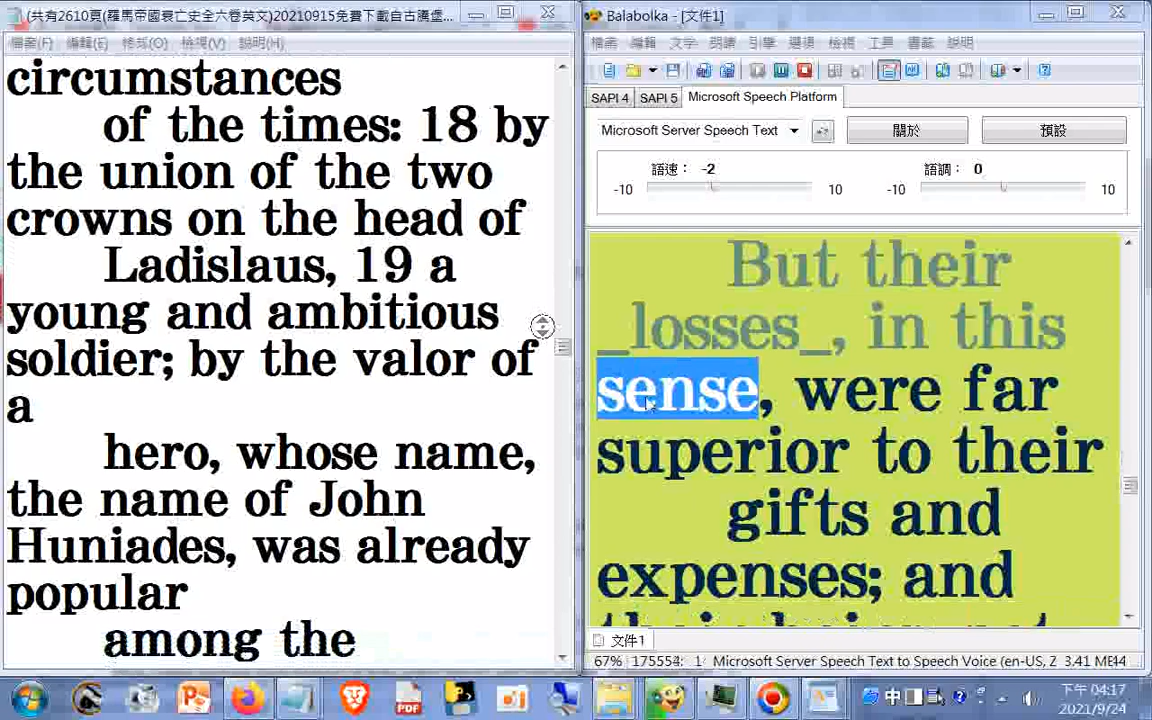 (共有2610頁(羅馬帝國衰亡史全六卷英文)20210915免費下載自古騰堡...
檔案(F) 編輯(E) 格式(O) 檢視(V) 說明(H)
circumstances
of the times: 18 by
the union of the two
crowns on the head of
Ladislaus, 19 a
young and ambitious
soldier; by the valor of
a
hero, whose name,
the name of John
Huniades, was already
popular
among the
Balabolka - [文件1]
檔案 編輯 文字 朗讀 引擎 選項 檢視 工具 書籤 說明
SAPI 4 SAPI 5 Microsoft Speech Platform
Microsoft Server Speech Text 關於 預設
語速: -2 語調: 0
-10 10 -10 10
But their
_losses_, in this
sense, were far
superior to their
gifts and
expenses; and
文件1
67% 175554: 1 Microsoft Server Speech Text to Speech Voice (en-US, Z 3.41 ME44
中
下午 04:17
2021/9/24